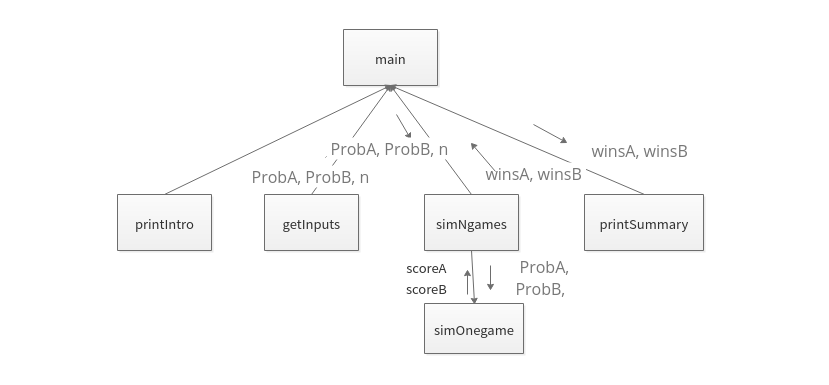 main
ProbA, ProbB, n
winsA, winsB
ProbA, ProbB, n
winsA, winsB
printIntro
getInputs
simNgames
printSummary
scoreA
scoreB
ProbA,
ProbB,
simOnegame